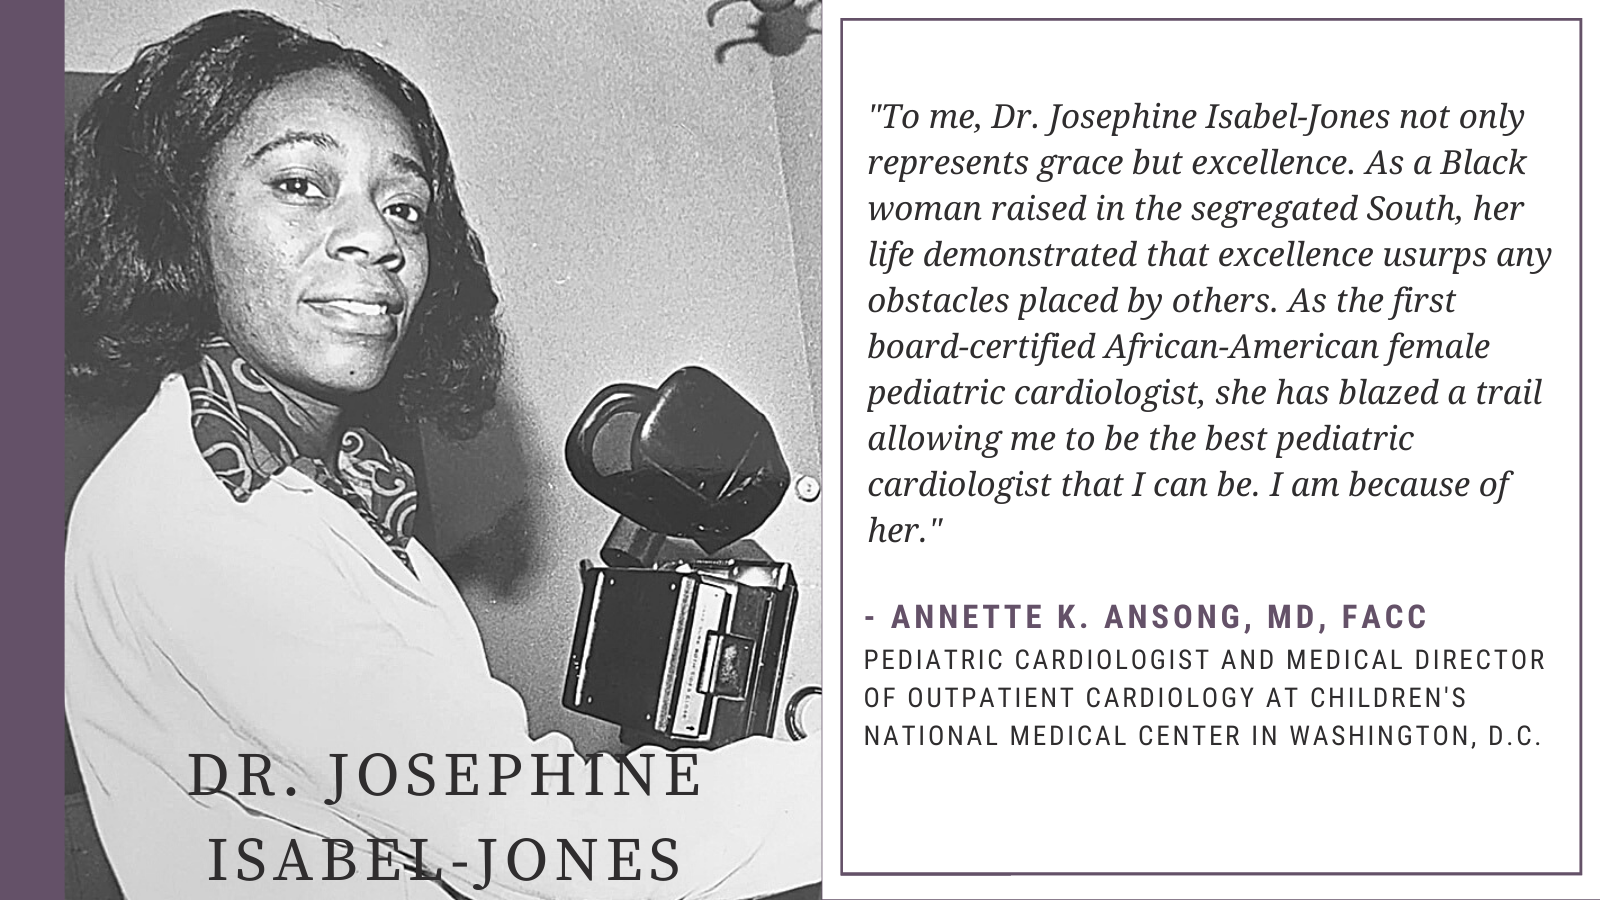 "To me, Dr. Josephine Isabel-Jones not only
represents grace but excellence. As a Black
woman raised in the segregated South, her
life demonstrated that excellence usurps any
obstacles placed by others. As the first
board-certified African-American female
pediatric cardiologist, she has blazed a trail
allowing me to be the best pediatric
cardiologist that I can be. I am because of
her."
- ANNETTE K. ANSONG, MD, FACC
PEDIATRIC CARDIOLOGIST AND MEDICAL DIRECTOR
OF OUTPATIENT CARDIOLOGY AT CHILDREN'S
NATIONAL MEDICAL CENTER IN WASHINGTON, D.C.
DR. JOSEPHINE
ISABEL-JONES